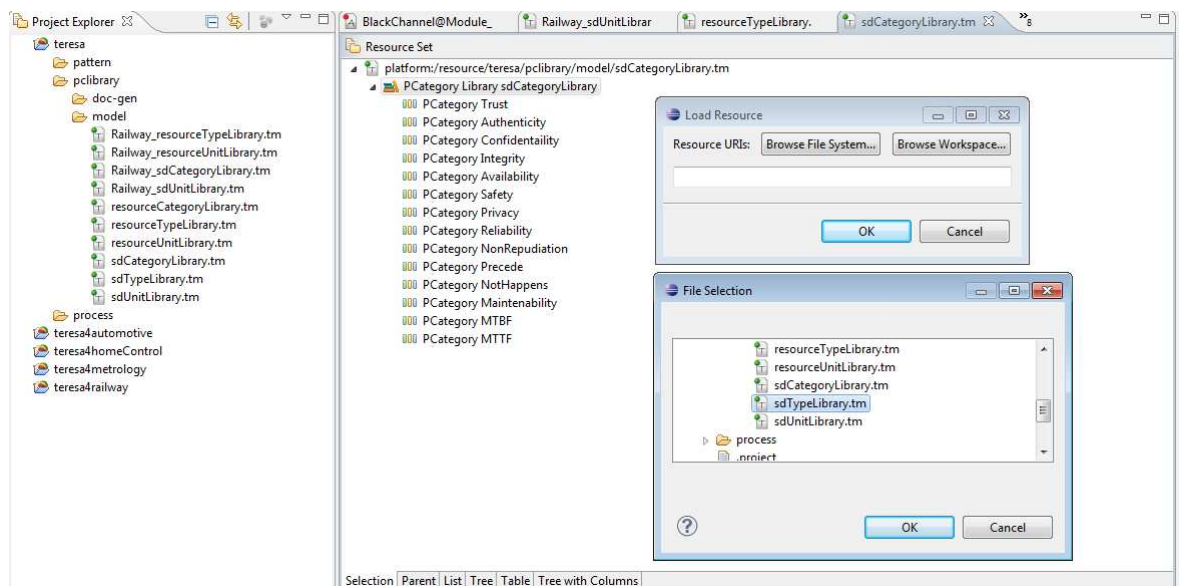 Project Explorer
teresa
pattern
pclibrary
doc-gen
model
Railway_resourceTypeLibrary.tm
Railway_resourceUnitLibrary.tm
Railway_sdCategoryLibrary.tm
Railway_sdUnitLibrary.tm
resourceCategoryLibrary.tm
resourceTypeLibrary.tm
resourceUnitLibrary.tm
sdCategoryLibrary.tm
sdTypeLibrary.tm
sdUnitLibrary.tm
process
teresa4automotive
teresa4homeControl
teresa4metrology
teresa4railway
BlackChannel@Module_ Railway_sdUnitLibrar resourceTypeLibrary. sdCategoryLibrary.tm »8
Resource Set
platform:/resource/teresa/pclibrary/model/sdCategoryLibrary.tm
PCategory Library sdCategoryLibrary
PCategory Trust
PCategory Authenticity
PCategory Confidentaility
PCategory Integrity
PCategory Availability
PCategory Safety
PCategory Privacy
PCategory Reliability
PCategory NonRepudiation
PCategory Precede
PCategory NotHappens
PCategory Maintenability
PCategory MTBF
PCategory MTTF
Load Resource
Resource URIs: Browse File System... Browse Workspace...
OK Cancel
File Selection
resourceTypeLibrary.tm
resourceUnitLibrary.tm
sdCategoryLibrary.tm
sdTypeLibrary.tm
sdUnitLibrary.tm
process
.project
OK Cancel
Selection Parent List Tree Table Tree with Columns